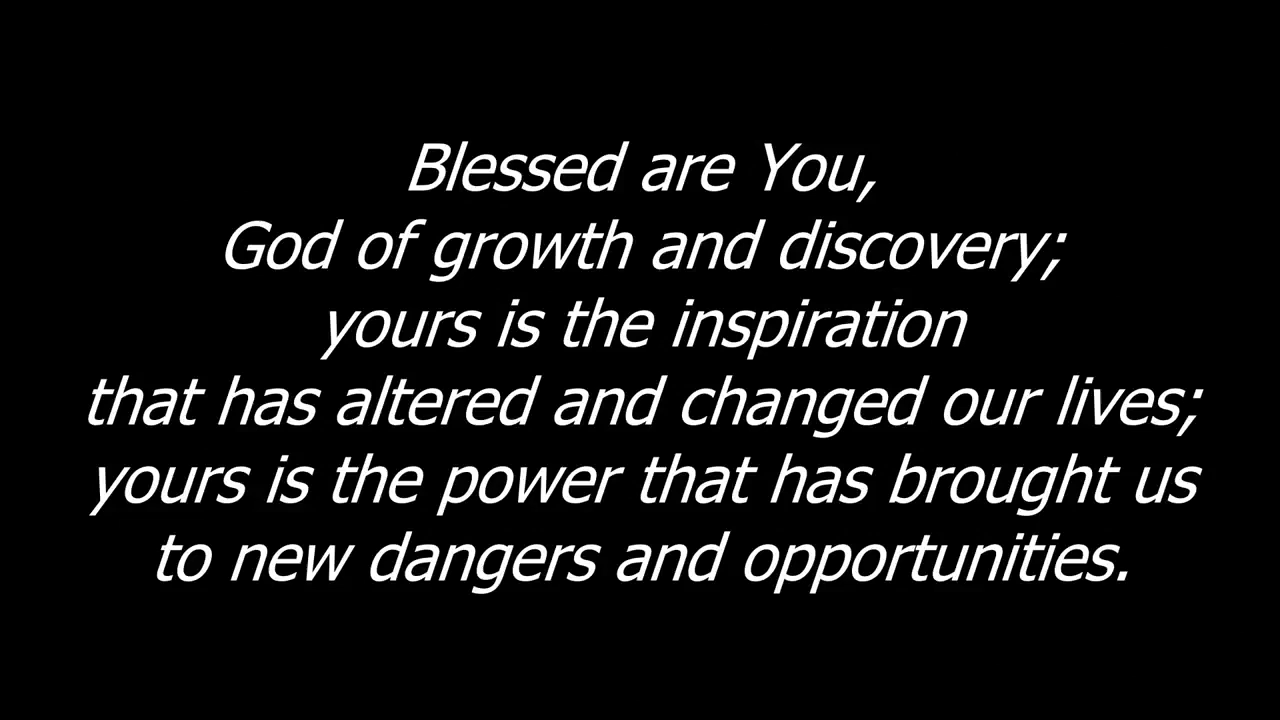 Blessed are You,
God of growth and discovery;
yours is the inspiration
that has altered and changed our lives;
yours is the power that has brought us
to new dangers and opportunities.